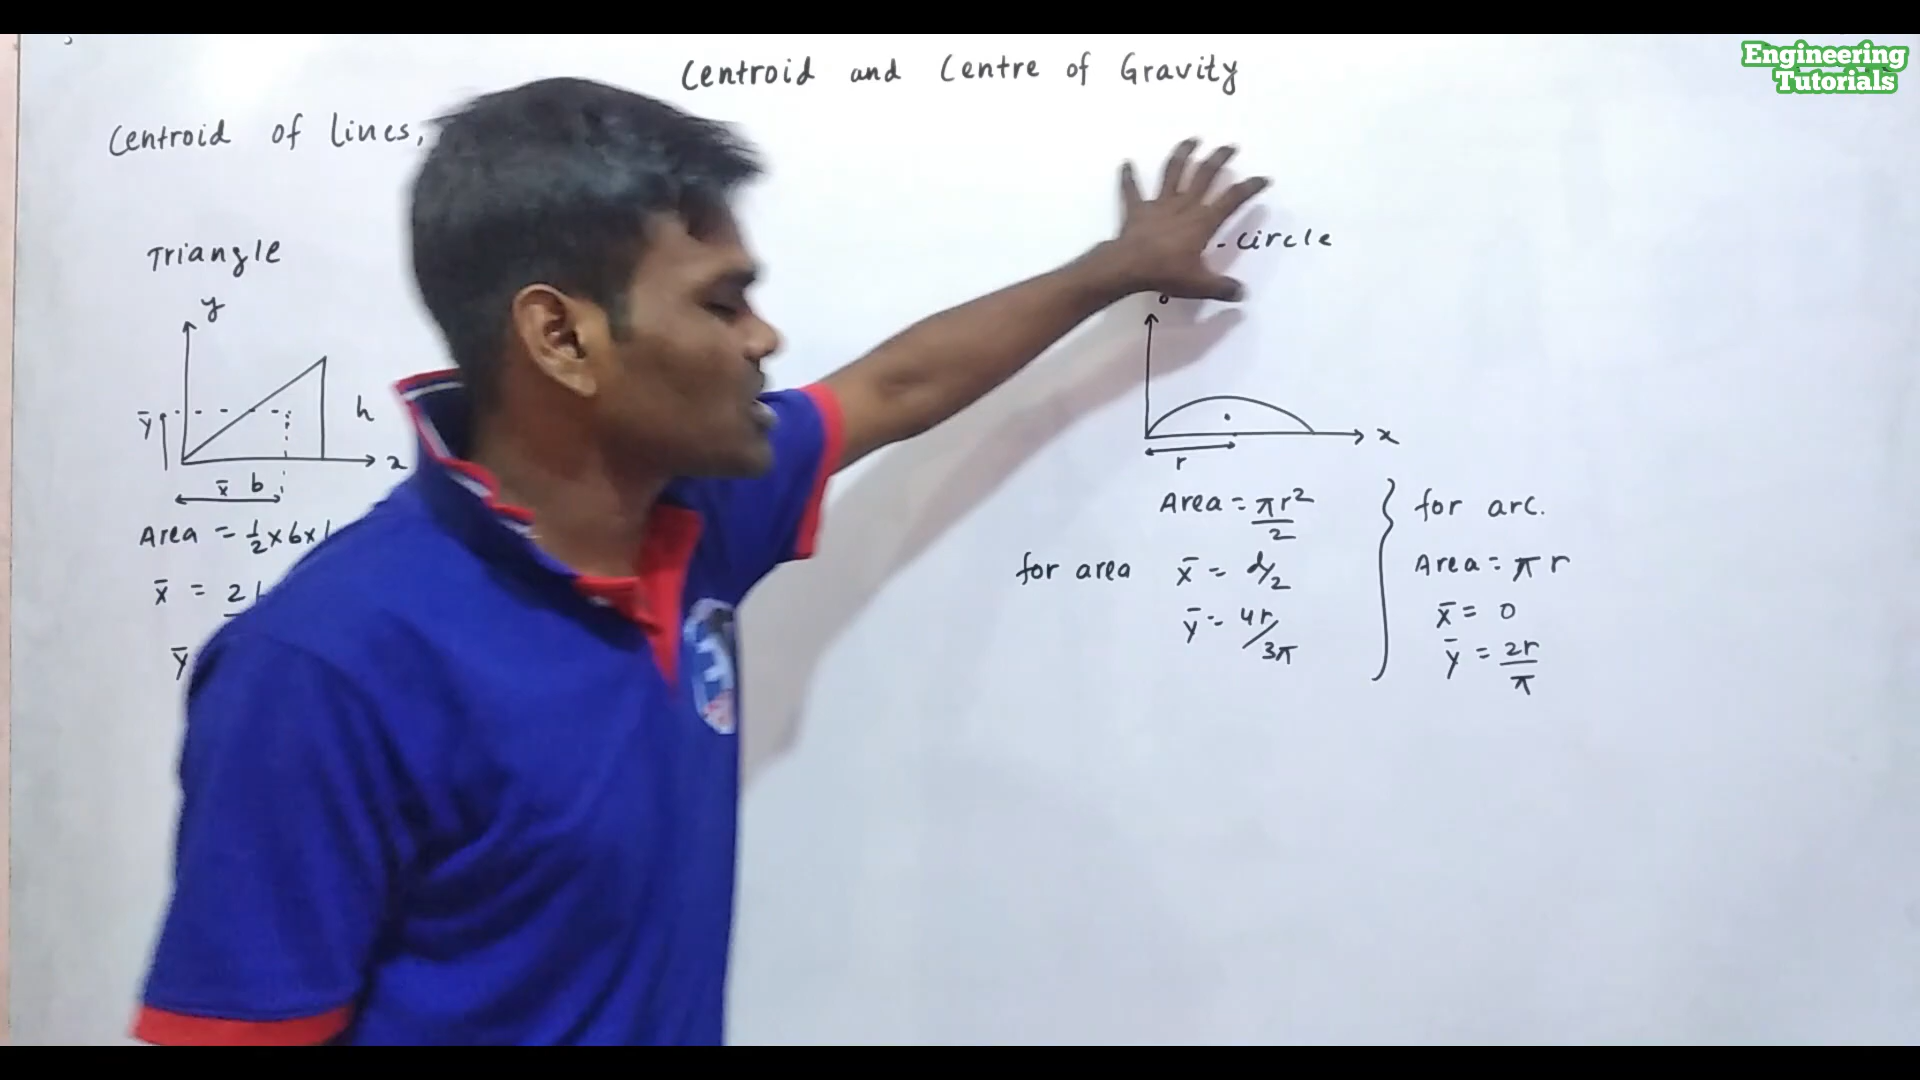 Engineering
Tutorials
Centroid and Centre of Gravity
Centroid of lines,
Triangle
y
ȳ
h
x
x̄ b
Area = 1/2 × b ×
x̄ = 2
ȳ
-circle
x
r
Area = πr²/2
for area x̄ = d/2
ȳ = 4r/3π
for arc.
Area = πr
x̄ = 0
ȳ = 2r/π